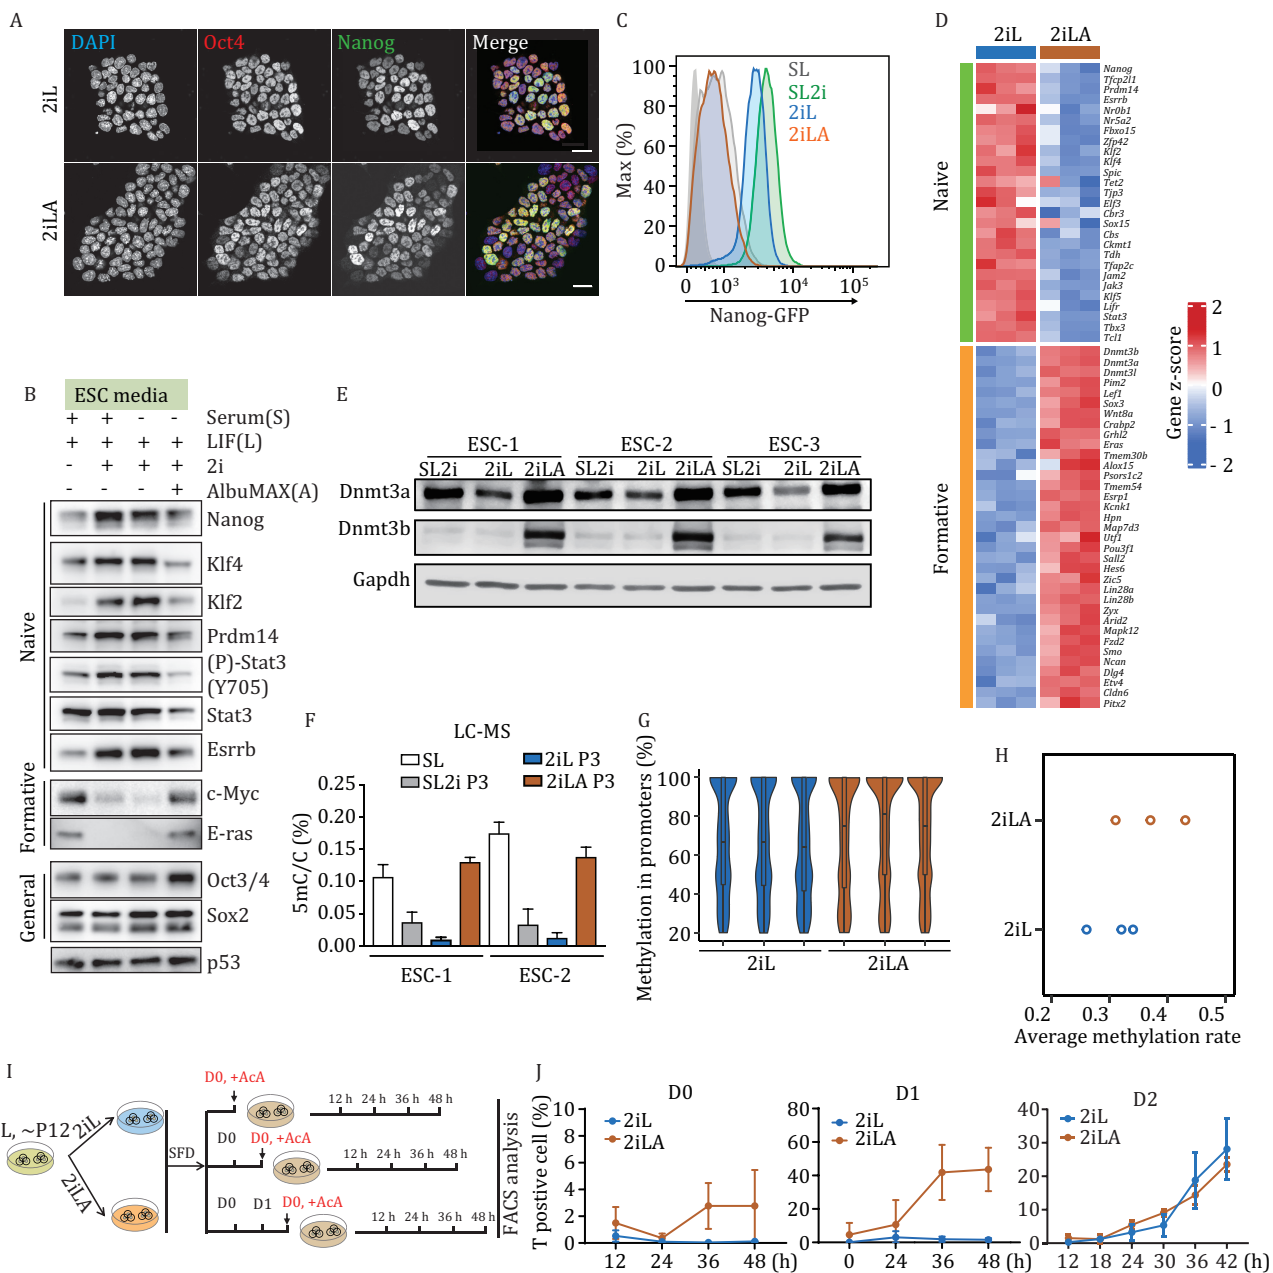 A
DAPI
Oct4
Nanog
Merge
2iL
2iLA
B
ESC media
+ + - - Serum(S)
+ + + + LIF(L)
- + + + 2i
- - - + AlbuMAX(A)
Naive
Nanog
Klf4
Klf2
Prdm14
(P)-Stat3
(Y705)
Stat3
Esrrb
Formative
c-Myc
E-ras
General
Oct3/4
Sox2
p53
C
Max (%)
100
80
60
40
20
0
SL
SL2i
2iL
2iLA
0 10³ 10⁴ 10⁵
Nanog-GFP
D
2iL 2iLA
Naive
Nanog
Tfcp2l1
Prdm14
Esrrb
Nr0b1
Nr5a2
Fbxo15
Zfp42
Klf2
Klf4
Spic
Tet2
Tjp3
Elf3
Cbr3
Sox15
Cbs
Ckmt1
Tdh
Tfap2c
Jam2
Jak3
Klf5
Lifr
Stat3
Tbx3
Tcl1
Formative
Dnmt3b
Dnmt3a
Dnmt3l
Pim2
Lef1
Sox3
Wnt8a
Crabp2
Grhl2
Eras
Tmem30b
Alox15
Psors1c2
Tmem54
Esrp1
Kcnk1
Hpn
Map7d3
Utf1
Pou3f1
Sall2
Hes6
Zic5
Lin28a
Lin28b
Zyx
Arid2
Mapk12
Fzd2
Smo
Ncan
Dlg4
Etv4
Cldn6
Pitx2
Gene z-score
2
1
0
- 1
- 2
E
ESC-1 ESC-2 ESC-3
SL2i 2iL 2iLA SL2i 2iL 2iLA SL2i 2iL 2iLA
Dnmt3a
Dnmt3b
Gapdh
F
LC-MS
SL 2iL P3
SL2i P3 2iLA P3
5mC/C (%)
0.25
0.20
0.15
0.10
0.05
0.00
ESC-1 ESC-2
G
Methylation in promoters (%)
100
80
60
40
20
2iL 2iLA
H
2iLA
2iL
0.2 0.3 0.4 0.5
Average methylation rate
I
L, ~P12
2iL
2iLA
SFD
D0, +AcA
12 h 24 h 36 h 48 h
D0 D0, +AcA
12 h 24 h 36 h 48 h
D0 D1 D0, +AcA
12 h 24 h 36 h 48 h
FACS analysis
J
T postive cell (%)
D0
2iL
2iLA
10
8
6
4
2
0
12 24 36 48 (h)
D1
2iL
2iLA
80
60
40
20
0
0 24 36 48 (h)
D2
2iL
2iLA
40
30
20
10
0
12 18 24 30 36 42 (h)